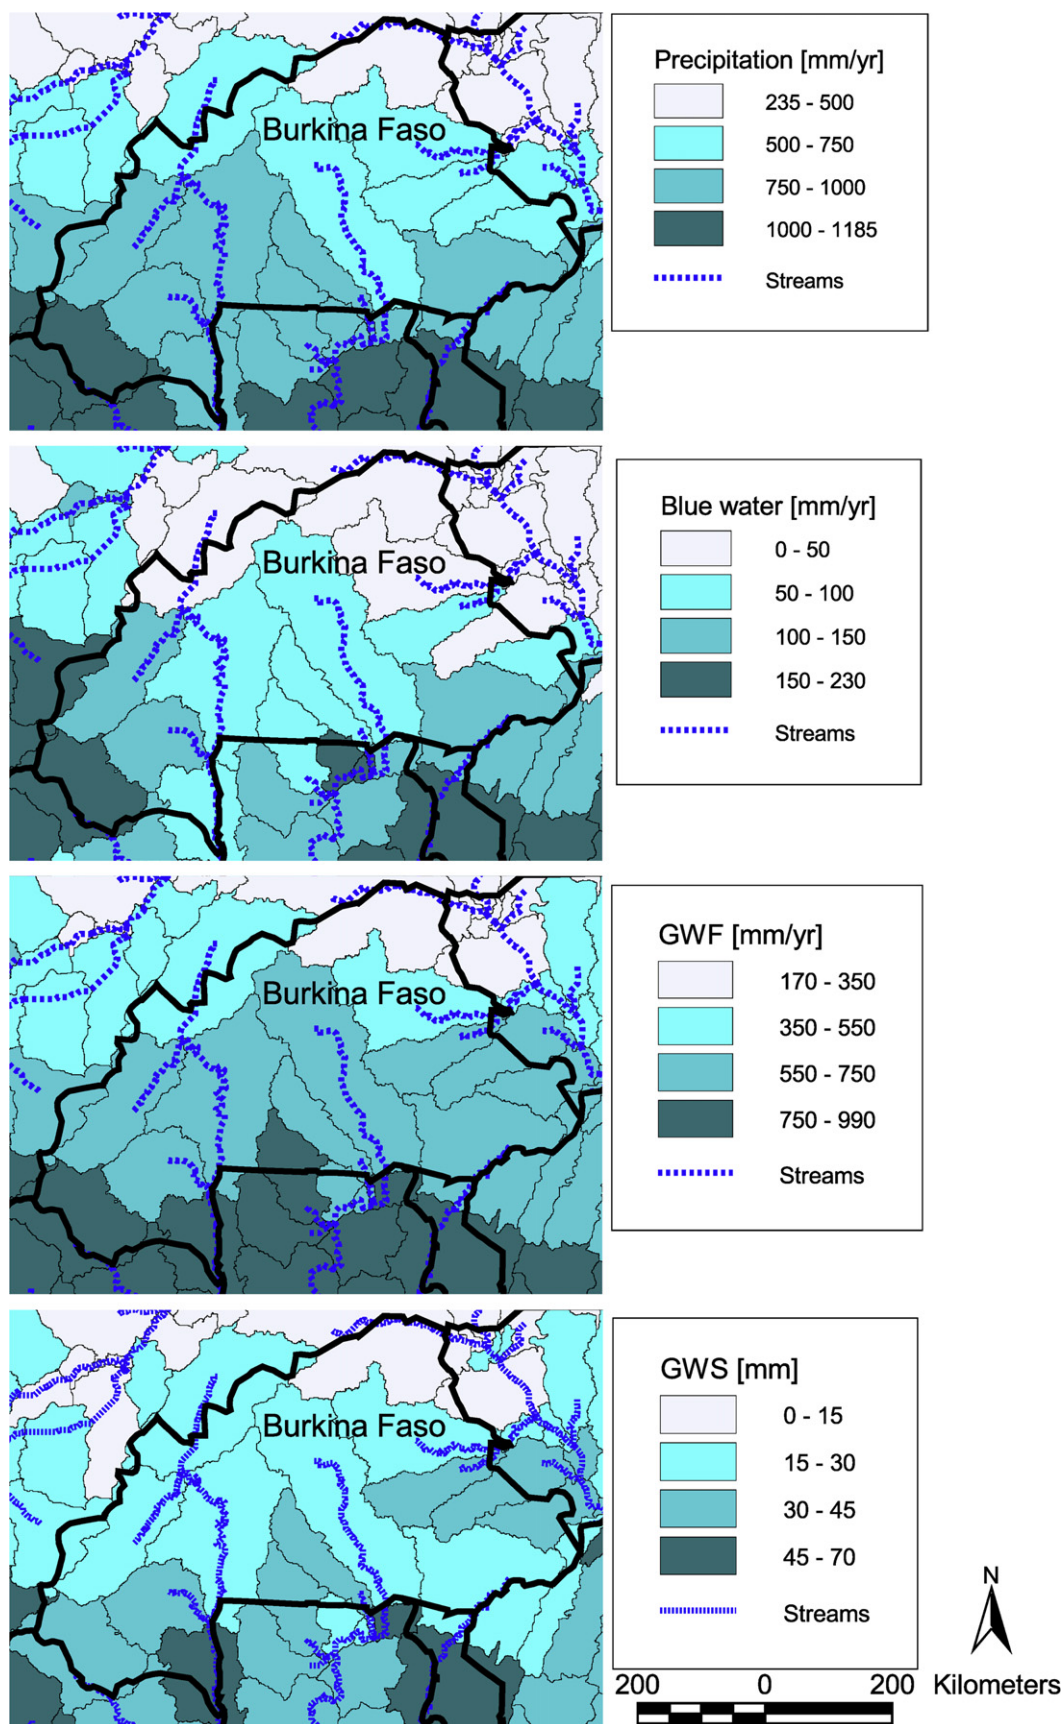 Burkina Faso
Precipitation [mm/yr]
235 - 500
500 - 750
750 - 1000
1000 - 1185
Streams
Burkina Faso
Blue water [mm/yr]
0 - 50
50 - 100
100 - 150
150 - 230
Streams
Burkina Faso
GWF [mm/yr]
170 - 350
350 - 550
550 - 750
750 - 990
Streams
Burkina Faso
GWS [mm]
0 - 15
15 - 30
30 - 45
45 - 70
Streams
N
200 0 200 Kilometers